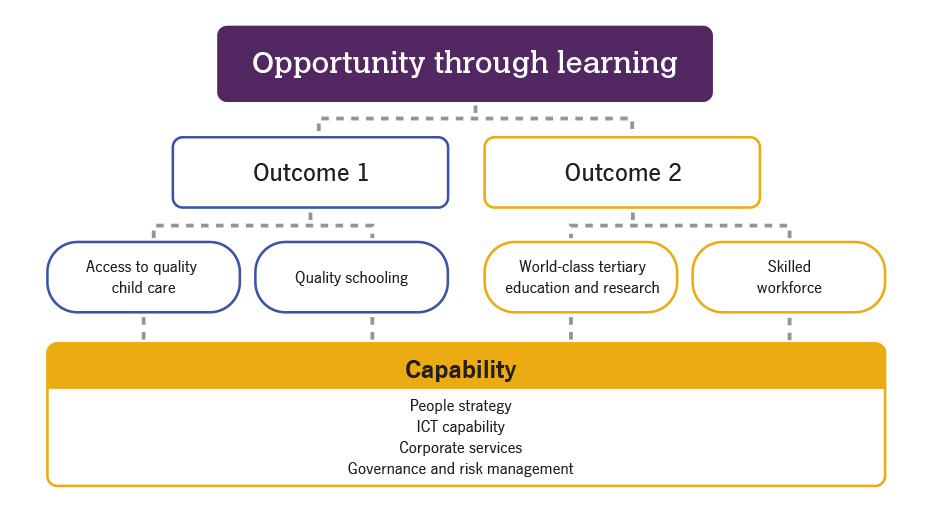 Opportunity through learning
Outcome 1
Outcome 2
Access to quality
child care
Quality schooling
World-class tertiary
education and research
Skilled
workforce
Capability
People strategy
ICT capability
Corporate services
Governance and risk management